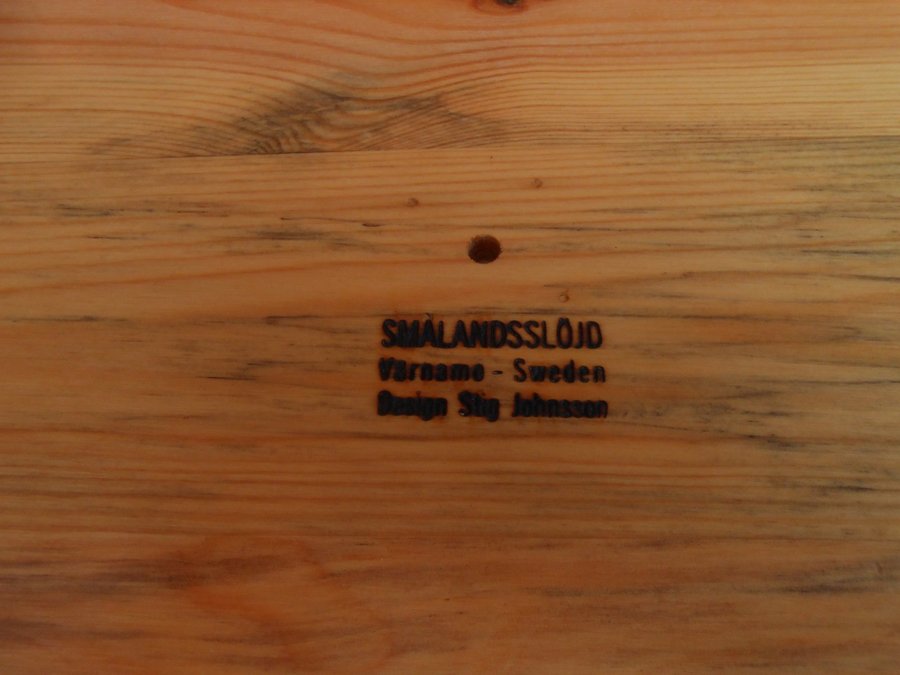 SMÅLANDSSLÖJD
Värnamo - Sweden
Design Stig Johnsson